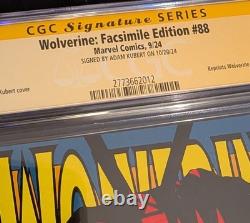 CGC Signature SERIES
Wolverine: Facsimile Edition #88
Marvel Comics, 9/24
SIGNED BY ADAM KUBERT ON 10/20/24
Kubert cover
Reprints Wolverine
2773662012